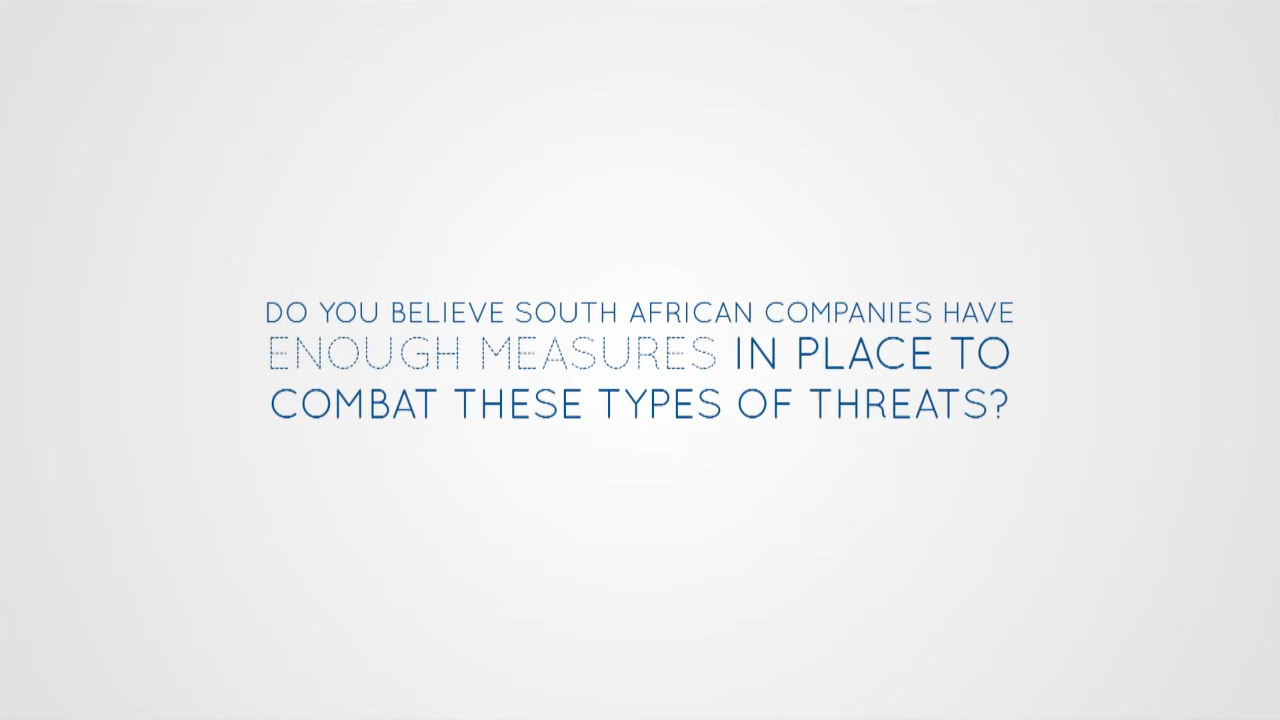 DO YOU BELIEVE SOUTH AFRICAN COMPANIES HAVE
ENOUGH MEASURES IN PLACE TO
COMBAT THESE TYPES OF THREATS?